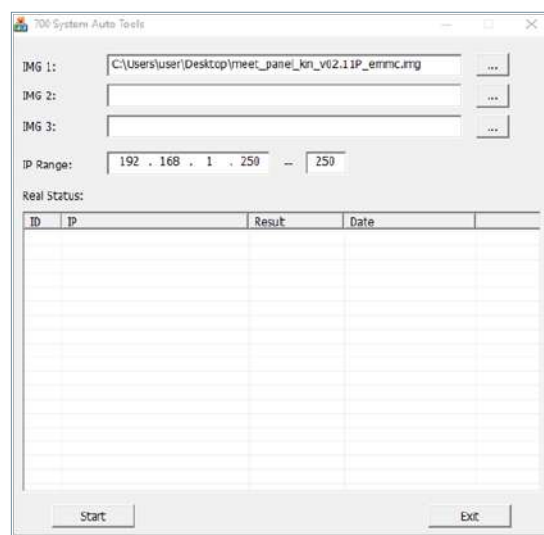 700 System Auto Tools
IMG 1: C:\Users\user\Desktop\meet_panel_km_v02.11P_emmc.img ...
IMG 2: ...
IMG 3: ...
IP Range: 192 . 168 . 1 . 250 -- 250
Real Status:
ID IP Result Date
Start Exit